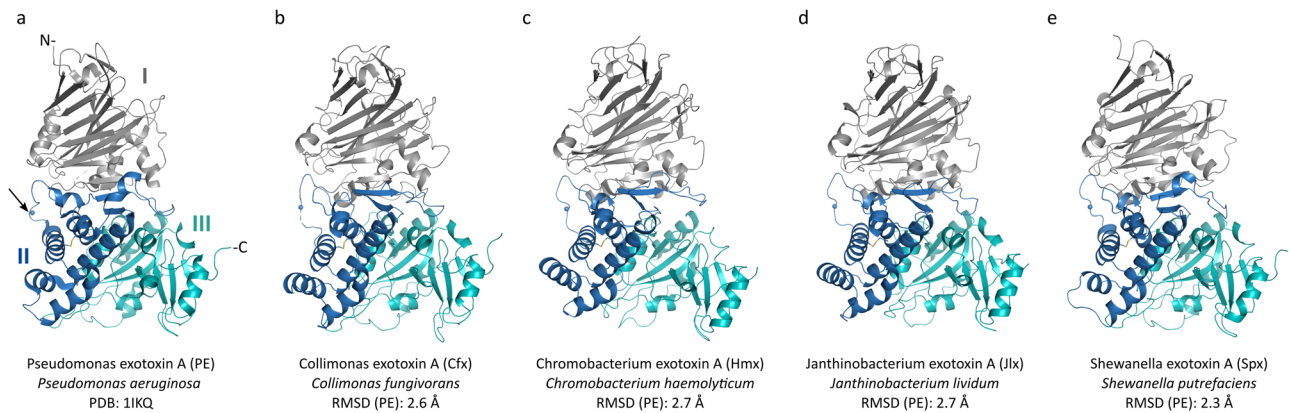 a
b
c
d
e
N-
I
II
III
-C
Pseudomonas exotoxin A (PE)
Pseudomonas aeruginosa
PDB: 1IKQ
Collimonas exotoxin A (Cfx)
Collimonas fungivorans
RMSD (PE): 2.6 Å
Chromobacterium exotoxin A (Hmx)
Chromobacterium haemolyticum
RMSD (PE): 2.7 Å
Janthinobacterium exotoxin A (Jlx)
Janthinobacterium lividum
RMSD (PE): 2.7 Å
Shewanella exotoxin A (Spx)
Shewanella putrefaciens
RMSD (PE): 2.3 Å